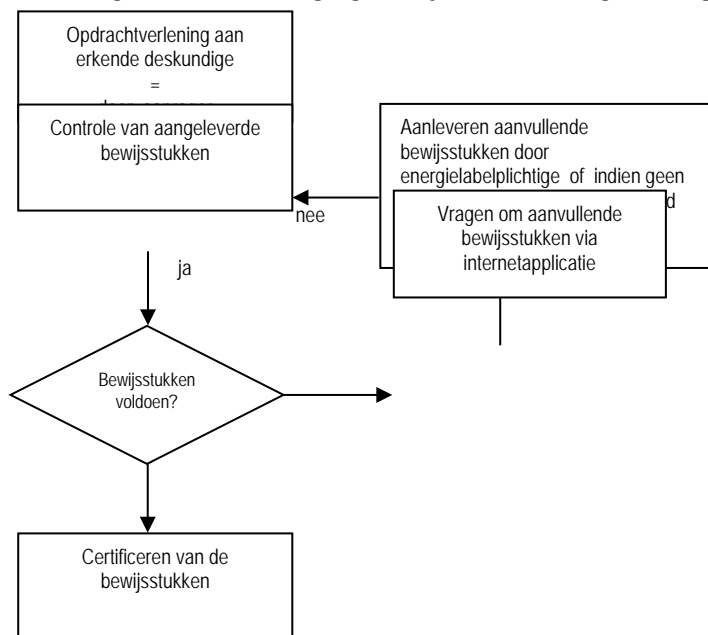 Opdrachtverlening aan
erkende deskundige
=
Controle van aangeleverde
bewijsstukken
Aanleveren aanvullende
bewijsstukken door
energielabelplichtige of indien geen
nee
Vragen om aanvullende
bewijsstukken via
internetapplicatie
ja
Bewijsstukken
voldoen?
Certificeren van de
bewijsstukken